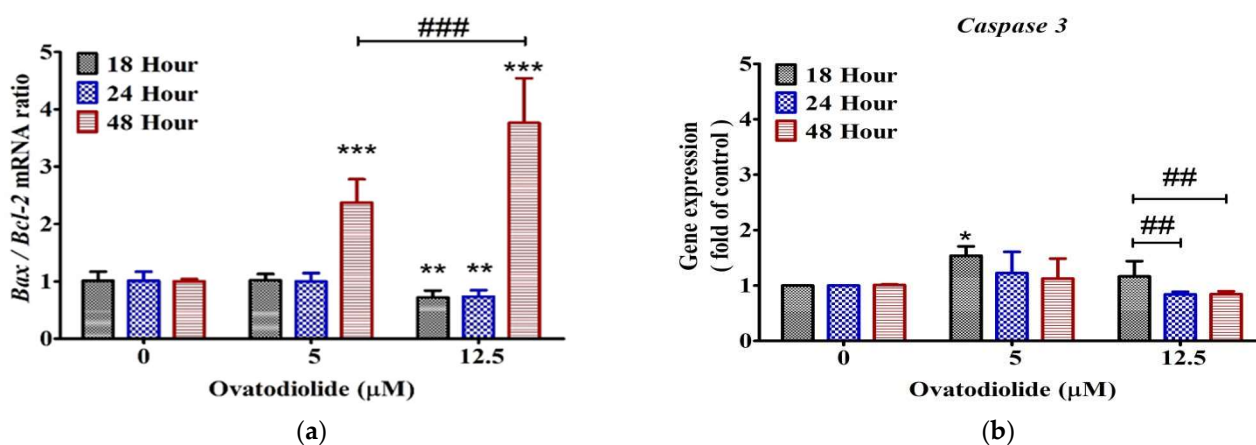 ###
5
4
3
2
1
0
Bax / Bcl-2 mRNA ratio
18 Hour
24 Hour
48 Hour
***
**
**
***
0
5
12.5
Ovatodiolide (μM)
(a)
Caspase 3
5
4
3
2
1
0
Gene expression
( fold of control )
18 Hour
24 Hour
48 Hour
*
##
##
0
5
12.5
Ovatodiolide (μM)
(b)